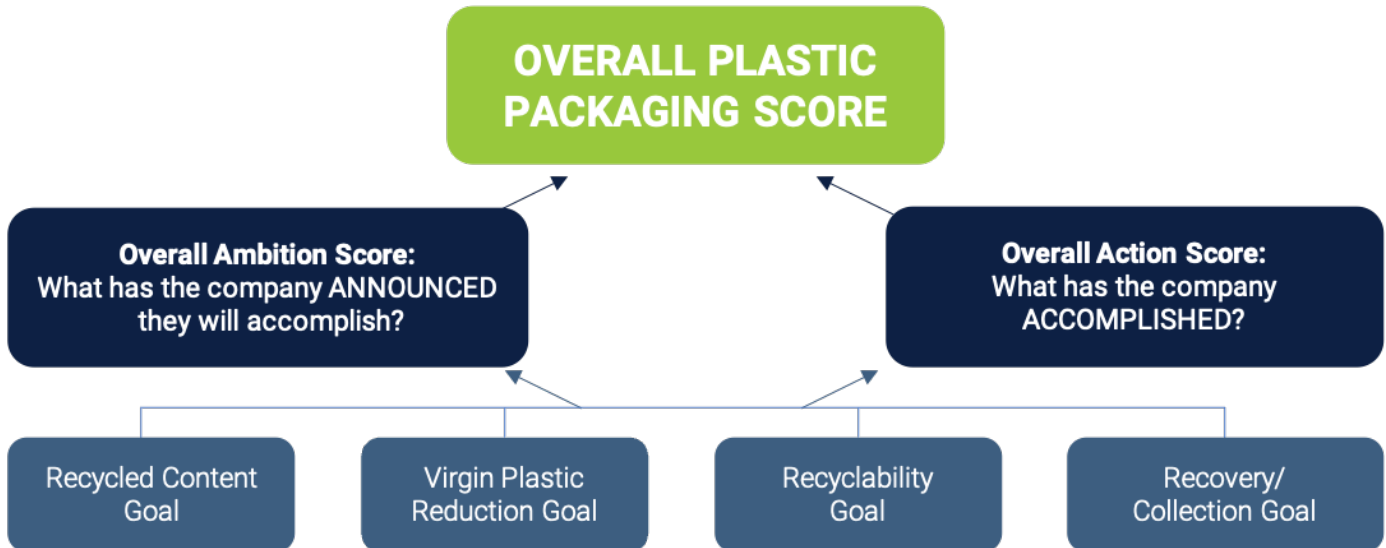 OVERALL PLASTIC
PACKAGING SCORE
Overall Ambition Score:
What has the company ANNOUNCED
they will accomplish?
Overall Action Score:
What has the company
ACCOMPLISHED?
Recycled Content
Goal
Virgin Plastic
Reduction Goal
Recyclability
Goal
Recovery/
Collection Goal